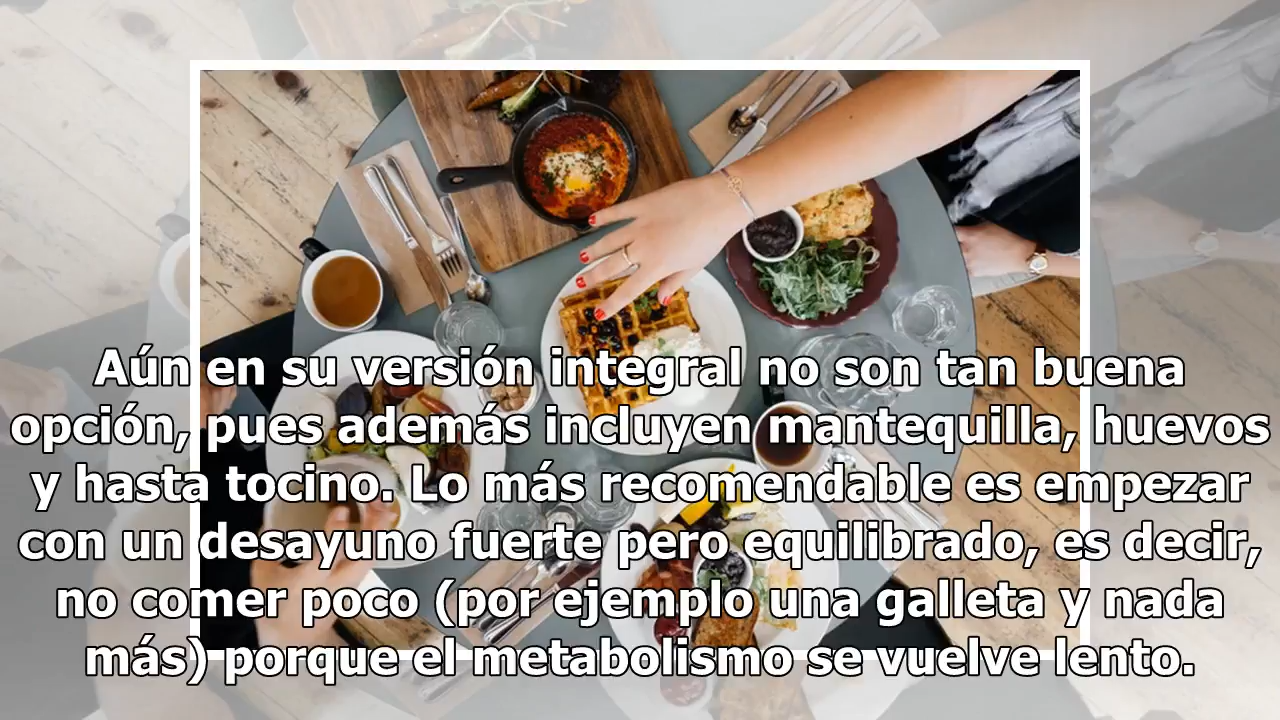 Aún en su versión integral no son tan buena
opción, pues además incluyen mantequilla, huevos
y hasta tocino. Lo más recomendable es empezar
con un desayuno fuerte pero equilibrado, es decir,
no comer poco (por ejemplo una galleta y nada
más) porque el metabolismo se vuelve lento.